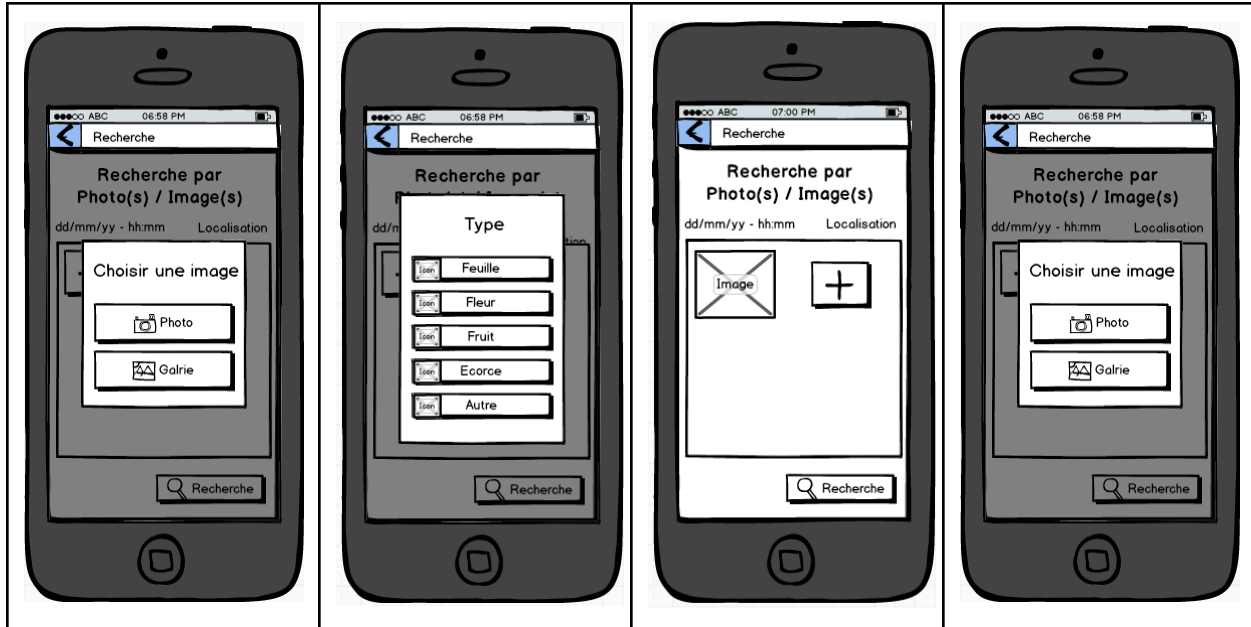 ABC 06:58 PM
Recherche
Recherche par
Photo(s) / Image(s)
dd/mm/yy - hh:mm Localisation
Choisir une image
Photo
Galrie
Recherche
ABC 06:58 PM
Recherche
Recherche par
dd/m
Type
Icon Feuille
Icon Fleur
Icon Fruit
Icon Ecorce
Icon Autre
Recherche
ABC 07:00 PM
Recherche
Recherche par
Photo(s) / Image(s)
dd/mm/yy - hh:mm Localisation
Image
Recherche
ABC 06:58 PM
Recherche
Recherche par
Photo(s) / Image(s)
dd/mm/yy - hh:mm Localisation
Choisir une image
Photo
Galrie
Recherche